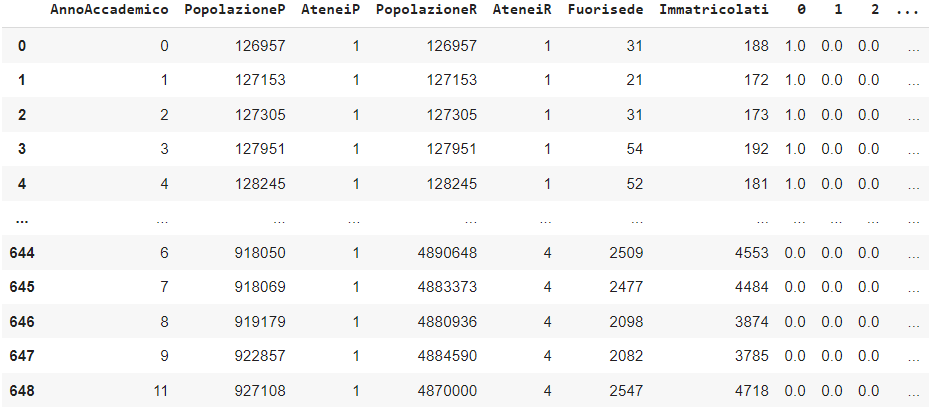 AnnoAccademico PopolazioneP AteneiP PopolazioneR AteneiR Fuorisede Immatricolati 0 1 2 ...
0 0 126957 1 126957 1 31 188 1.0 0.0 0.0 ...
1 1 127153 1 127153 1 21 172 1.0 0.0 0.0 ...
2 2 127305 1 127305 1 31 173 1.0 0.0 0.0 ...
3 3 127951 1 127951 1 54 192 1.0 0.0 0.0 ...
4 4 128245 1 128245 1 52 181 1.0 0.0 0.0 ...
... ... ... ... ... ... ... ... ... ... ... ...
644 6 918050 1 4890648 4 2509 4553 0.0 0.0 0.0 ...
645 7 918069 1 4883373 4 2477 4484 0.0 0.0 0.0 ...
646 8 919179 1 4880936 4 2098 3874 0.0 0.0 0.0 ...
647 9 922857 1 4884590 4 2082 3785 0.0 0.0 0.0 ...
648 11 927108 1 4870000 4 2547 4718 0.0 0.0 0.0 ...